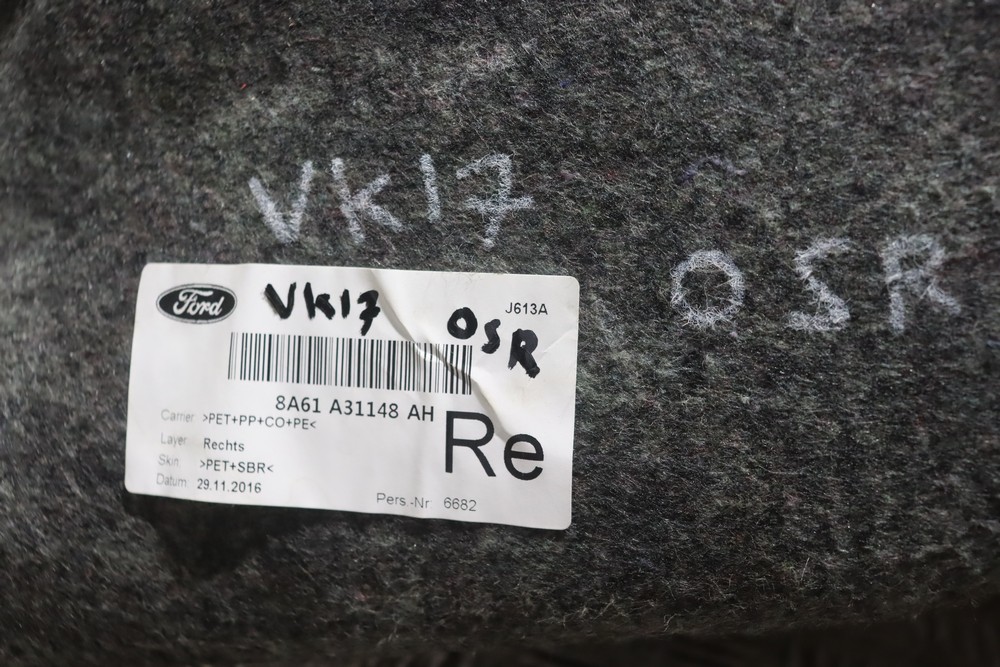 VK17
OSR
Ford
VK17
OSR
J613A
8A61 A31148 AH
Carrier >PET+PP+CO+PE<
Layer Rechts
Skin >PET+SBR<
Datum 29.11.2016
Re
Pers.-Nr 6682